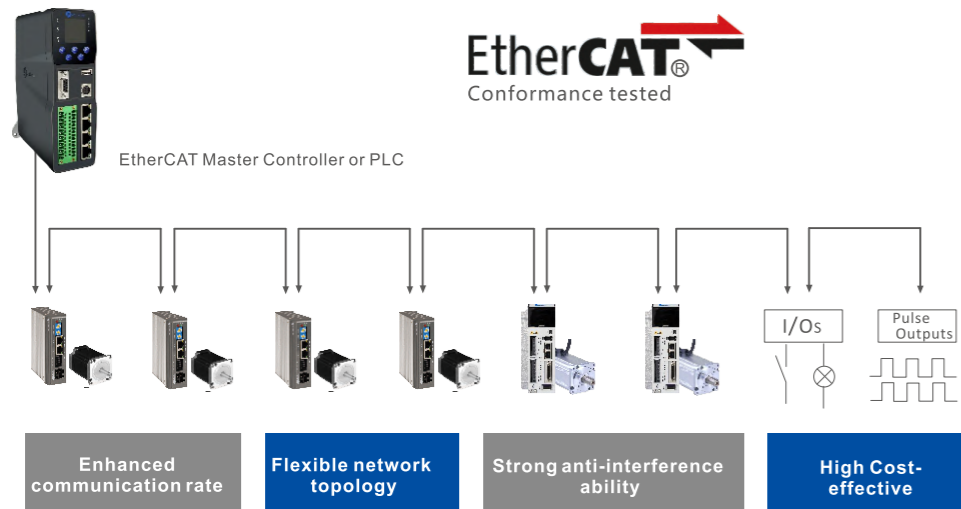 EtherCAT®
Conformance tested
EtherCAT Master Controller or PLC
I/Os
Pulse
Outputs
Enhanced
communication rate
Flexible network
topology
Strong anti-interference
ability
High Cost-
effective